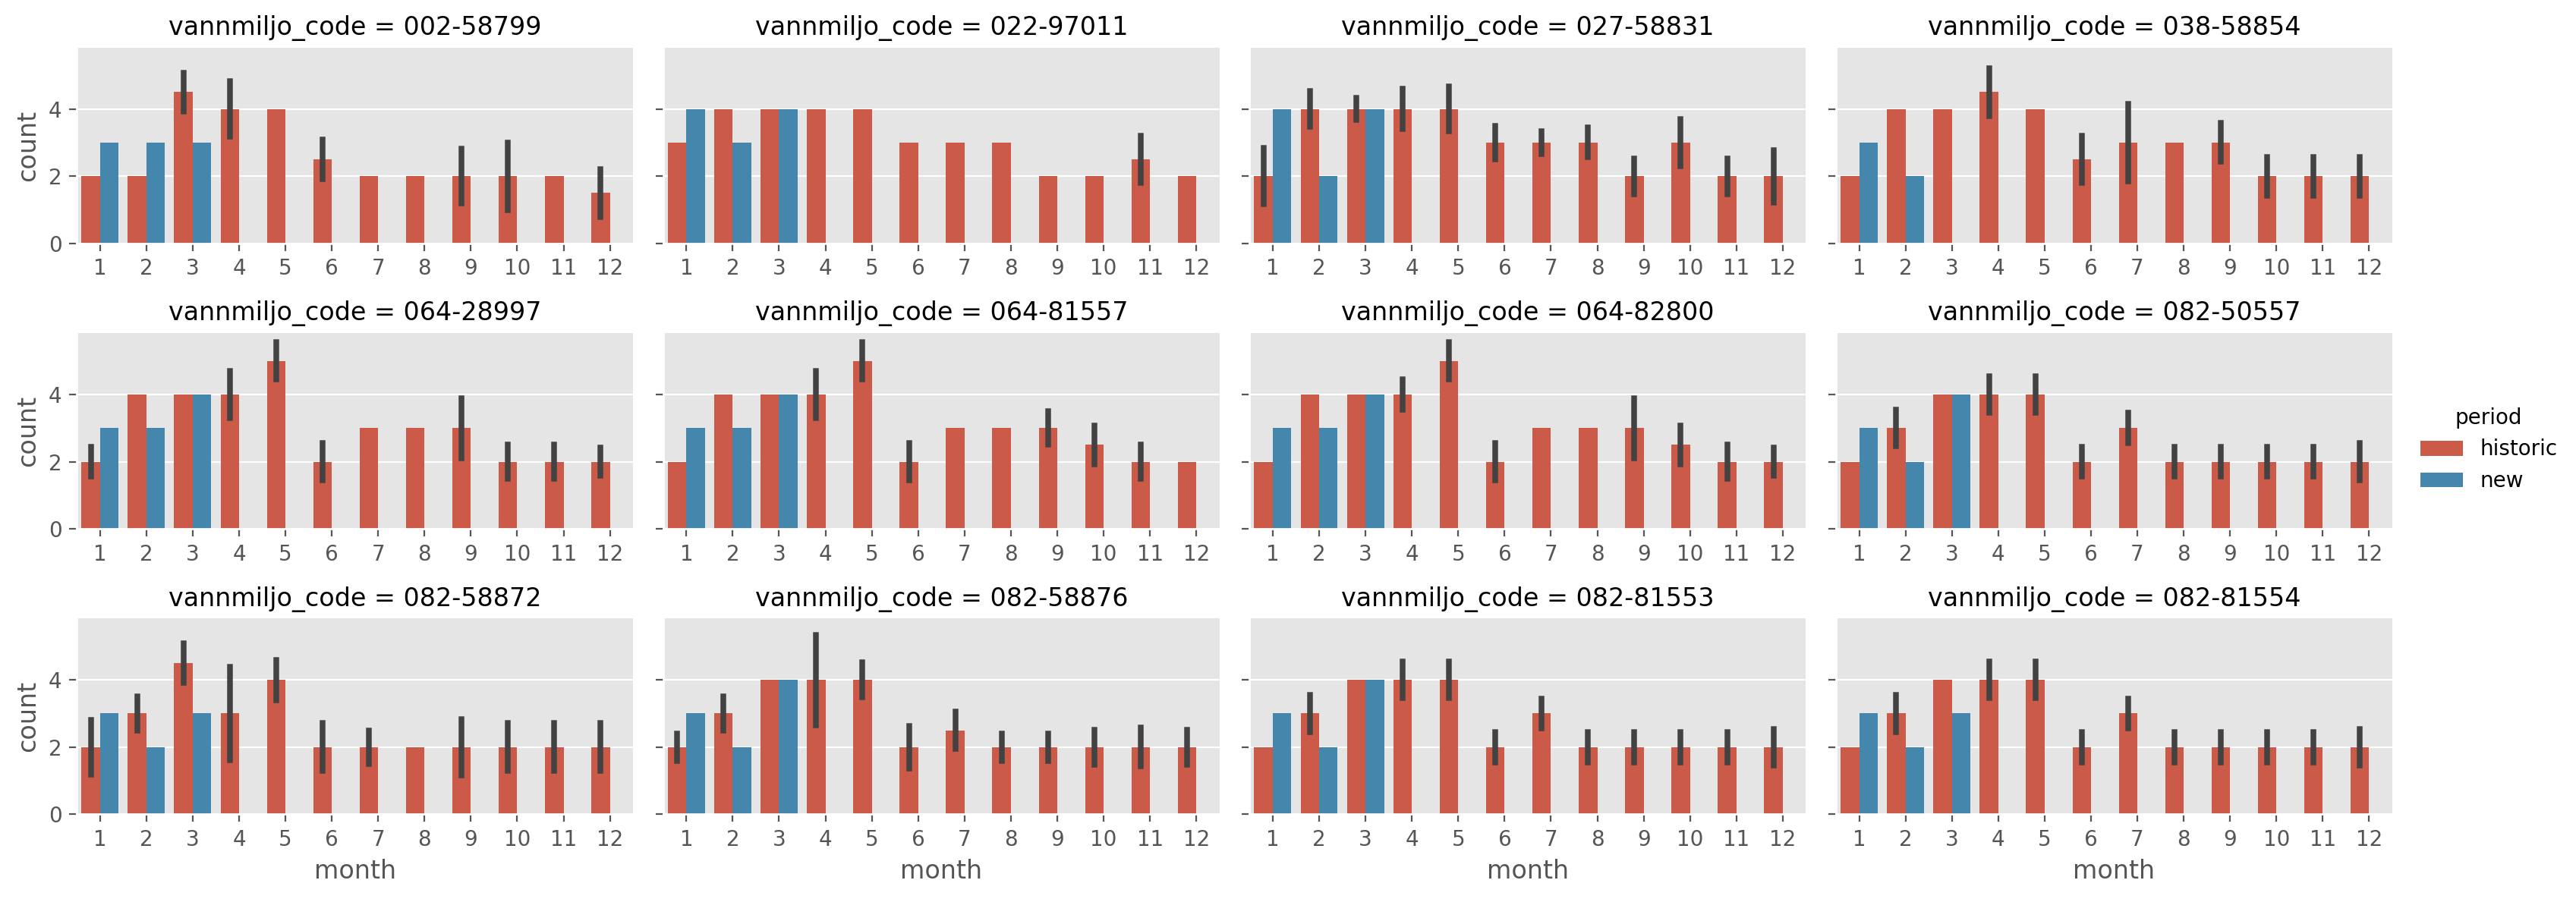 vannmiljo_code = 002-58799
vannmiljo_code = 022-97011
vannmiljo_code = 027-58831
vannmiljo_code = 038-58854
count
4
2
0
1 2 3 4 5 6 7 8 9 10 11 12
1 2 3 4 5 6 7 8 9 10 11 12
1 2 3 4 5 6 7 8 9 10 11 12
1 2 3 4 5 6 7 8 9 10 11 12
vannmiljo_code = 064-28997
vannmiljo_code = 064-81557
vannmiljo_code = 064-82800
vannmiljo_code = 082-50557
count
4
2
0
1 2 3 4 5 6 7 8 9 10 11 12
1 2 3 4 5 6 7 8 9 10 11 12
1 2 3 4 5 6 7 8 9 10 11 12
1 2 3 4 5 6 7 8 9 10 11 12
period
historic
new
vannmiljo_code = 082-58872
vannmiljo_code = 082-58876
vannmiljo_code = 082-81553
vannmiljo_code = 082-81554
count
4
2
0
1 2 3 4 5 6 7 8 9 10 11 12
1 2 3 4 5 6 7 8 9 10 11 12
1 2 3 4 5 6 7 8 9 10 11 12
1 2 3 4 5 6 7 8 9 10 11 12
month
month
month
month